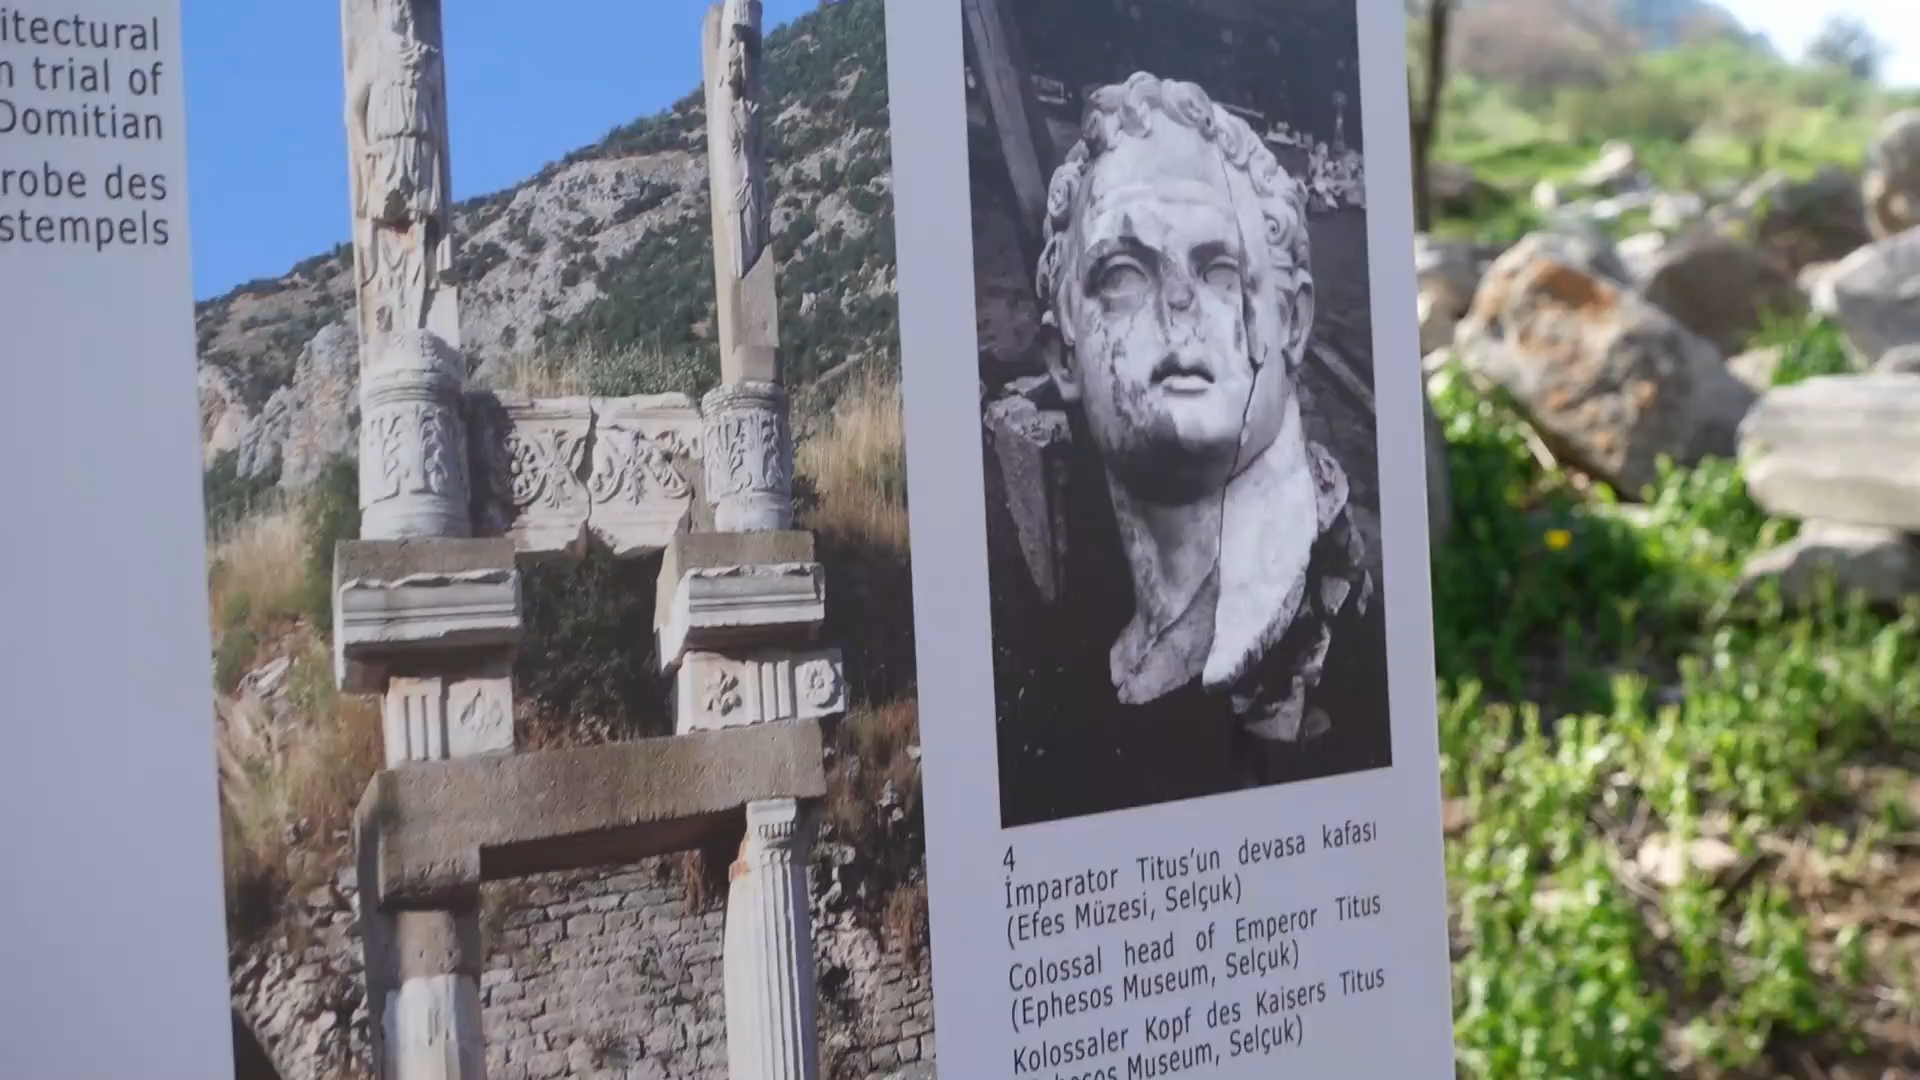 itectural
n trial of
Domitian
robe des
stempels
4
İmparator Titus'un devasa kafası
(Efes Müzesi, Selçuk)
Colossal head of Emperor Titus
(Ephesos Museum, Selçuk)
Kolossaler Kopf des Kaisers Titus
Museum, Selçuk)